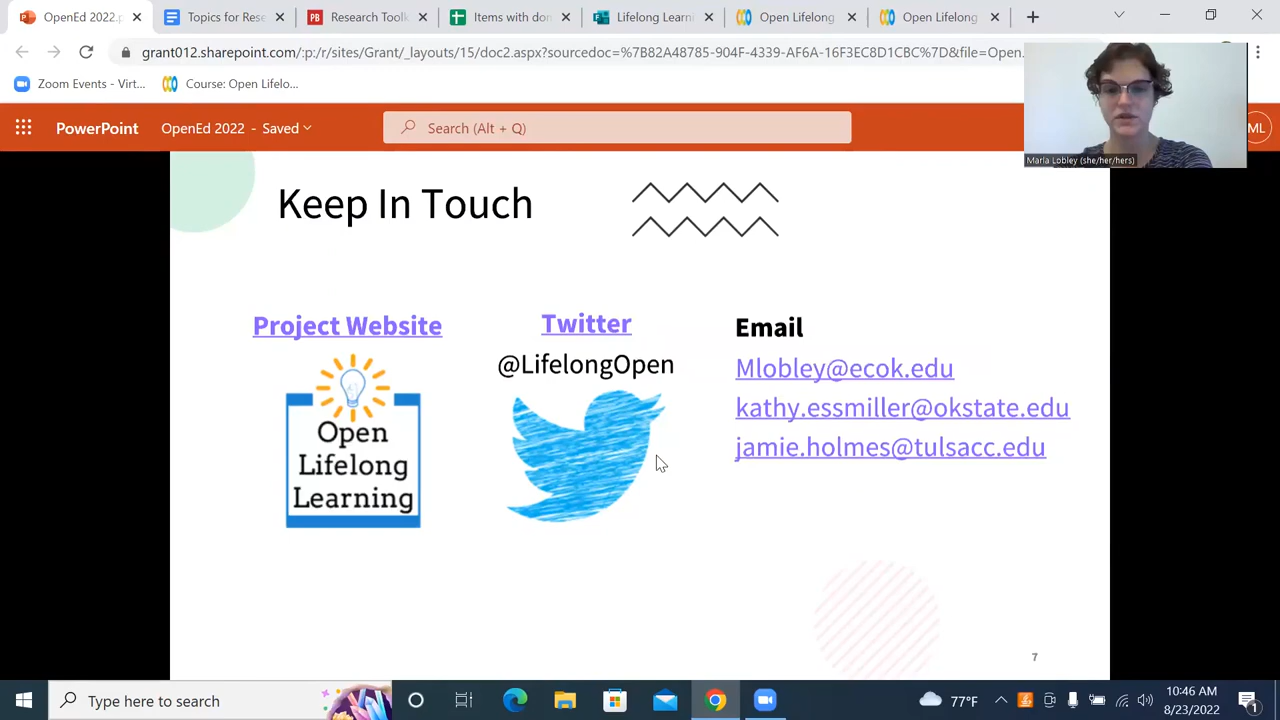 OpenEd 2022.p
Topics for Rese
Research Toolk
Items with dom
Lifelong Learni
Open Lifelong
Open Lifelong
grant012.sharepoint.com/:p:/r/sites/Grant/_layouts/15/doc2.aspx?sourcedoc=%7B82A48785-904F-4339-AF6A-16F3EC8D1CBC%7D&file=Open.
Zoom Events - Virt...
Course: Open Lifelo...
PowerPoint
OpenEd 2022 - Saved
Search (Alt + Q)
ML
Marla Lobley (she/her/hers)
Keep In Touch
Project Website
Open
Lifelong
Learning
Twitter
@LifelongOpen
Email
Mlobley@ecok.edu
kathy.essmiller@okstate.edu
jamie.holmes@tulsacc.edu
7
Type here to search
77°F
10:46 AM
8/23/2022
1